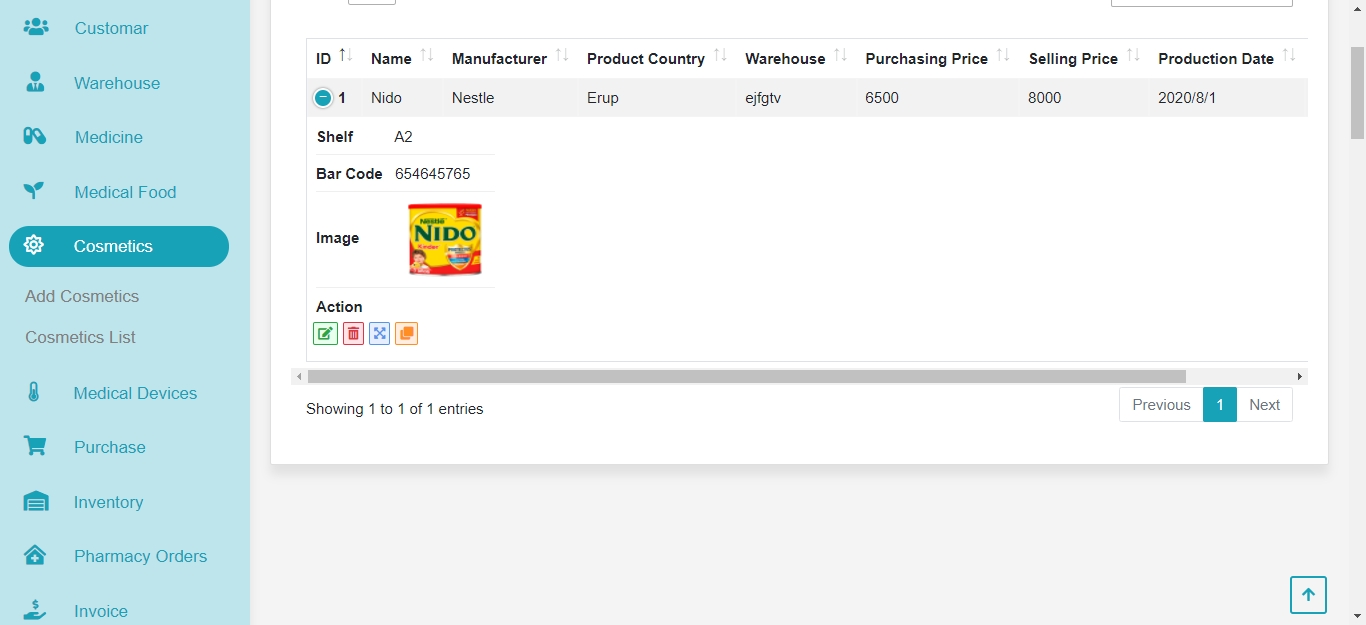 Customar
Warehouse
Medicine
Medical Food
Cosmetics
Add Cosmetics
Cosmetics List
Medical Devices
Purchase
Inventory
Pharmacy Orders
Invoice
ID Name Manufacturer Product Country Warehouse Purchasing Price Selling Price Production Date
1 Nido Nestle Erup ejfgtv 6500 8000 2020/8/1
Shelf A2
Bar Code 654645765
Image
Nestle
NIDO
Kinder
Action
Showing 1 to 1 of 1 entries
Previous 1 Next